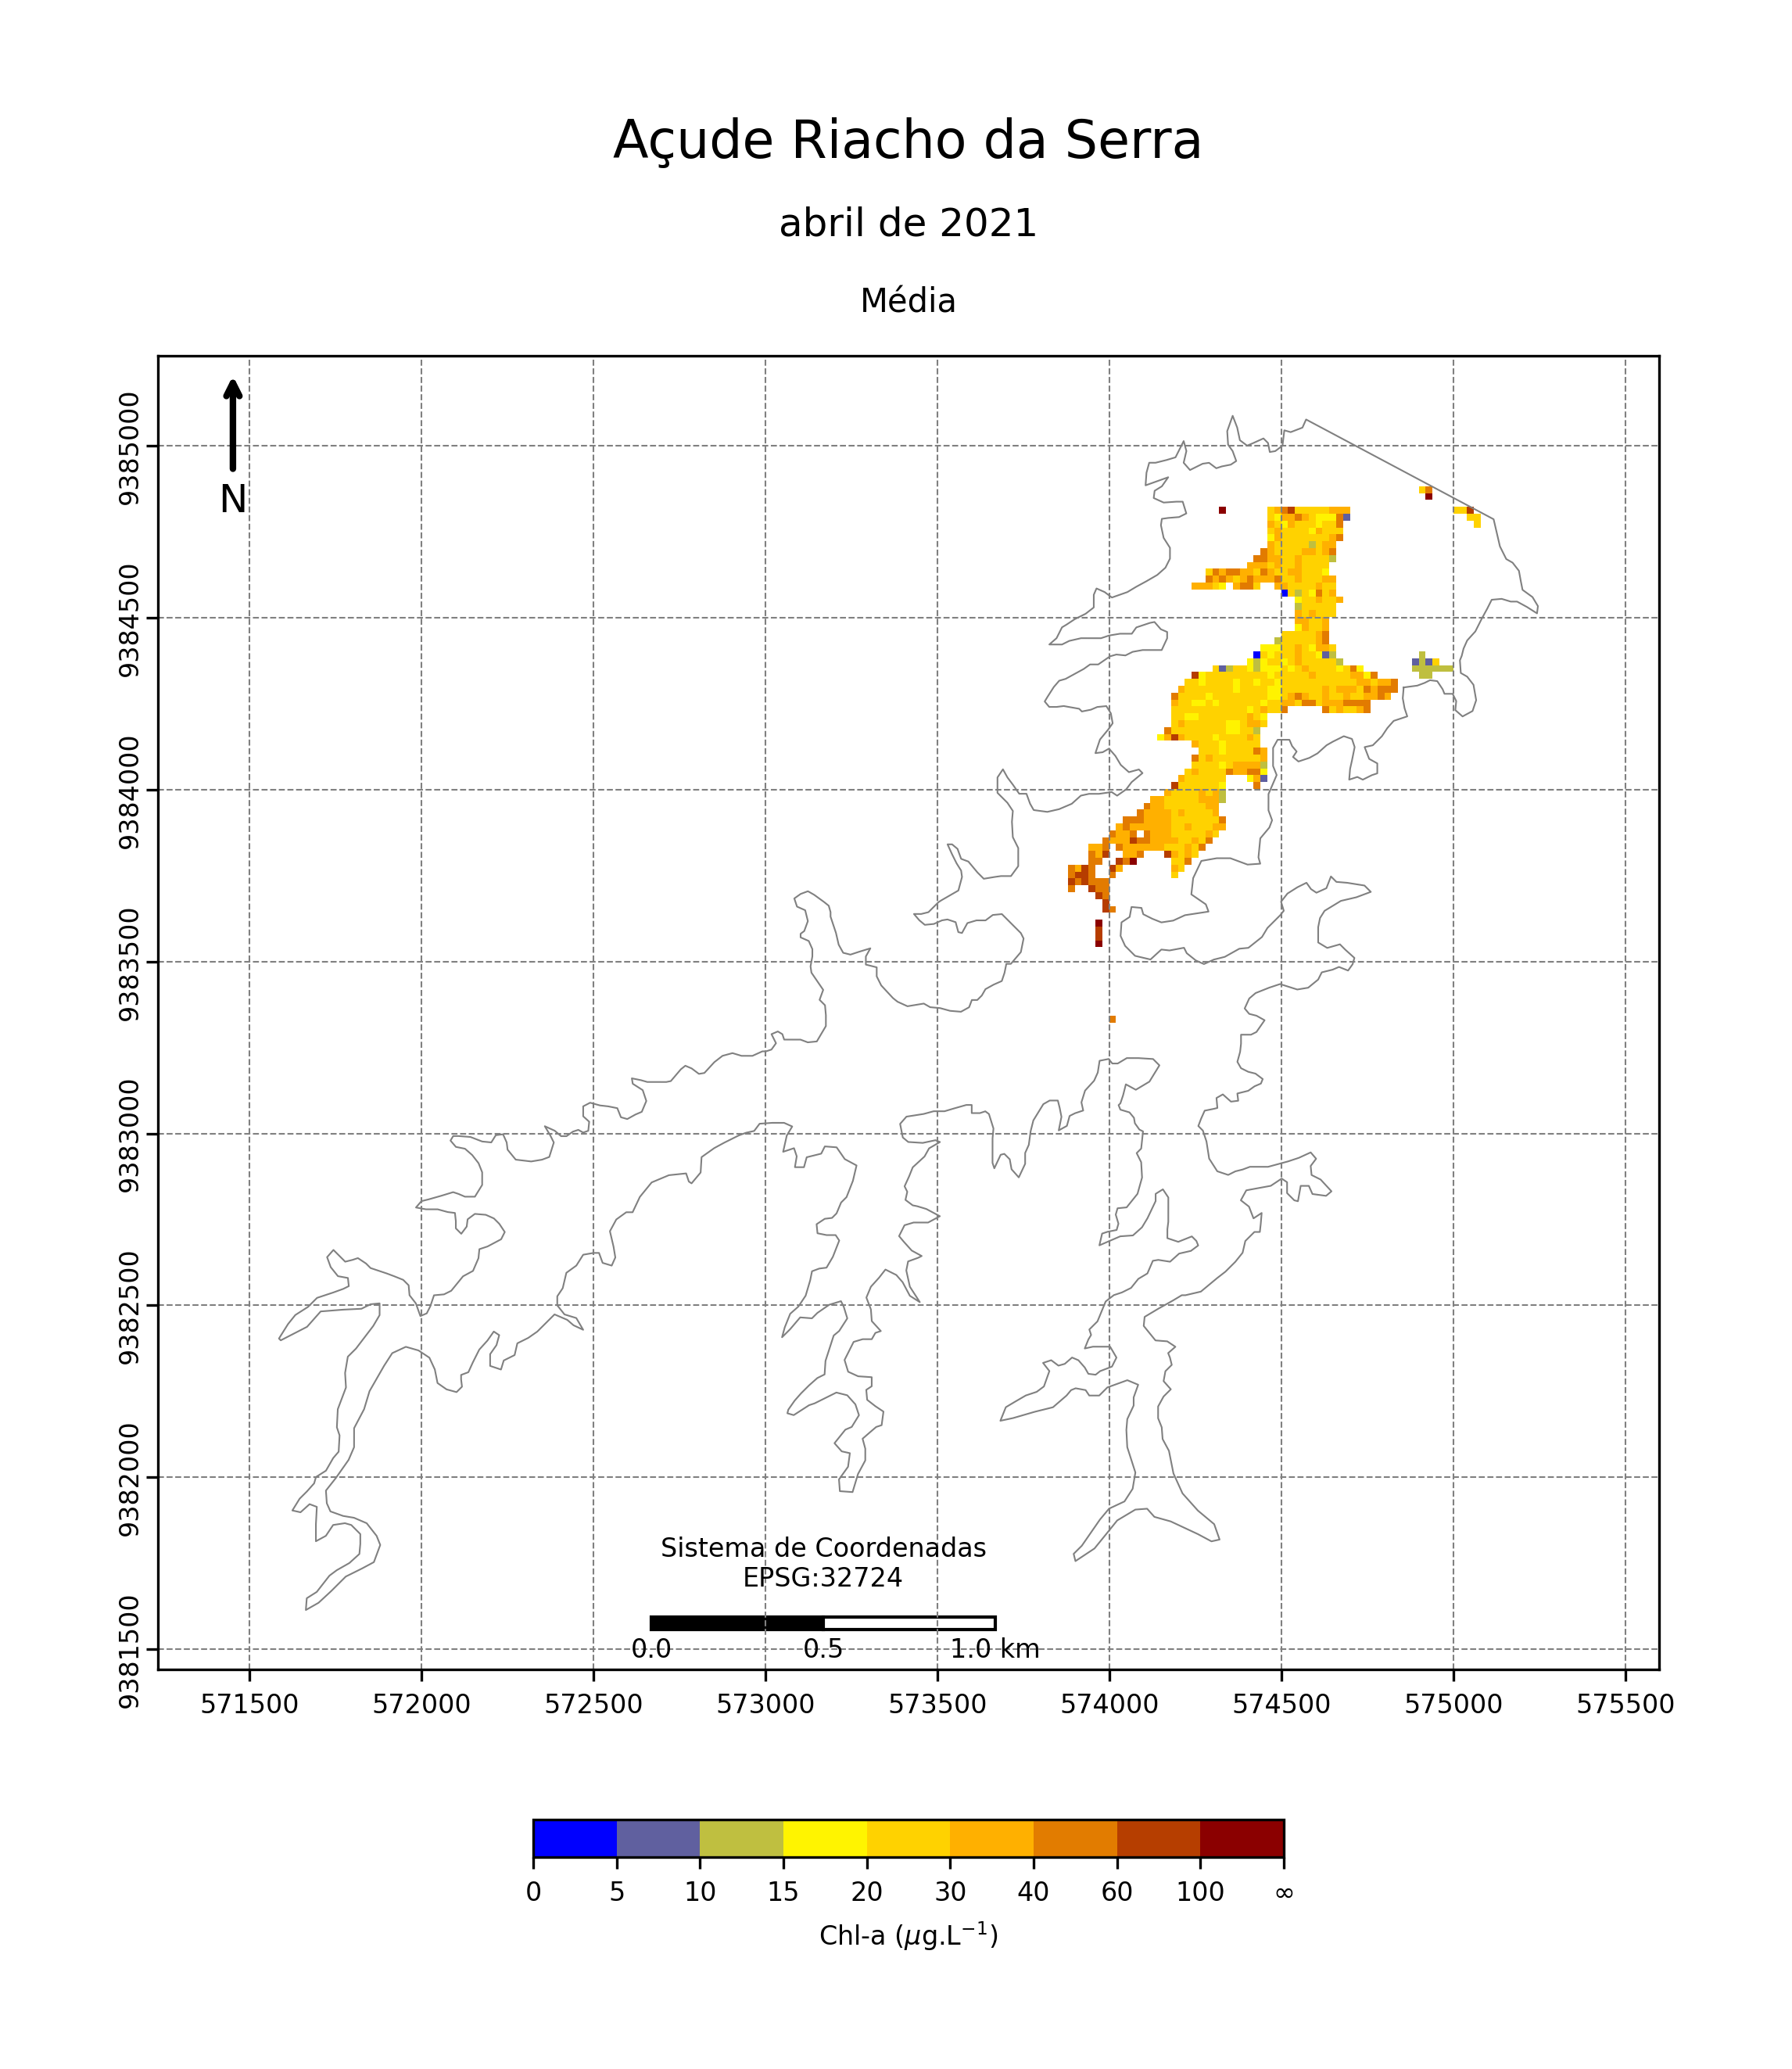 Açude Riacho da Serra
abril de 2021
Média
N
9385000
9384500
9384000
9383500
9383000
9382500
9382000
9381500
Sistema de Coordenadas
EPSG:32724
0.0 0.5 1.0 km
571500 572000 572500 573000 573500 574000 574500 575000 575500
0 5 10 15 20 30 40 60 100 ∞
Chl-a (μg.L⁻¹)